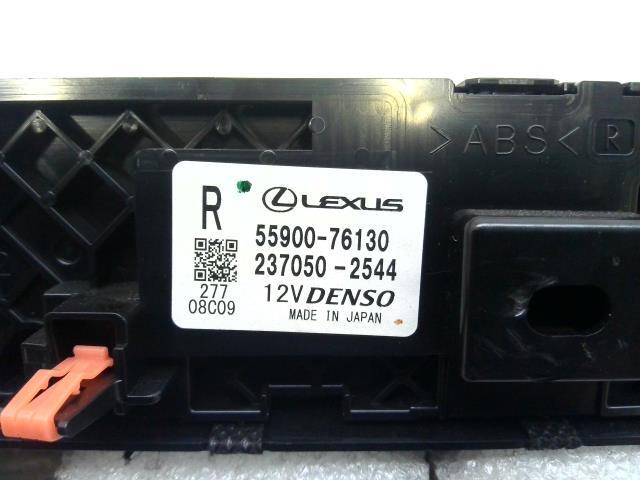 >ABS< R
R LEXUS
55900-76130
237050-2544
277
08C09
12V DENSO
MADE IN JAPAN